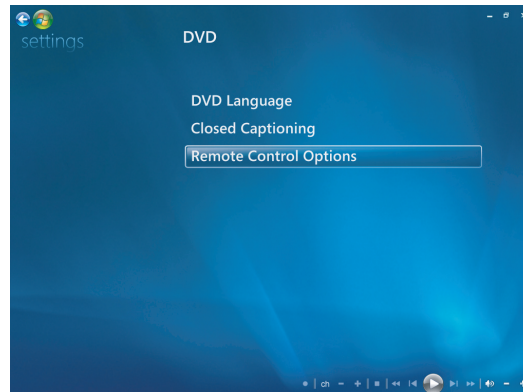 settings
DVD
DVD Language
Closed Captioning
Remote Control Options
ch